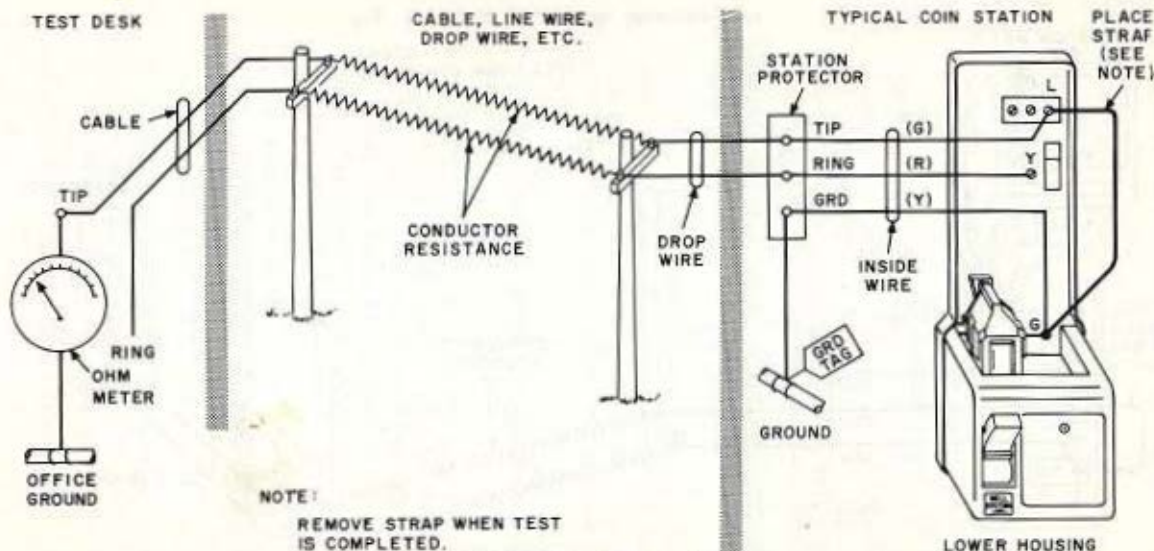 TEST DESK
CABLE, LINE WIRE,
DROP WIRE, ETC.
TYPICAL COIN STATION
PLACE
STRAP
(SEE
NOTE)
STATION
PROTECTOR
L
CABLE
TIP
(G)
RING
(R)
Y
GRD
(Y)
TIP
CONDUCTOR
RESISTANCE
DROP
WIRE
INSIDE
WIRE
G
RING
OHM
METER
GRD
TAG
GROUND
OFFICE
GROUND
NOTE:
REMOVE STRAP WHEN TEST
IS COMPLETED.
LOWER HOUSING